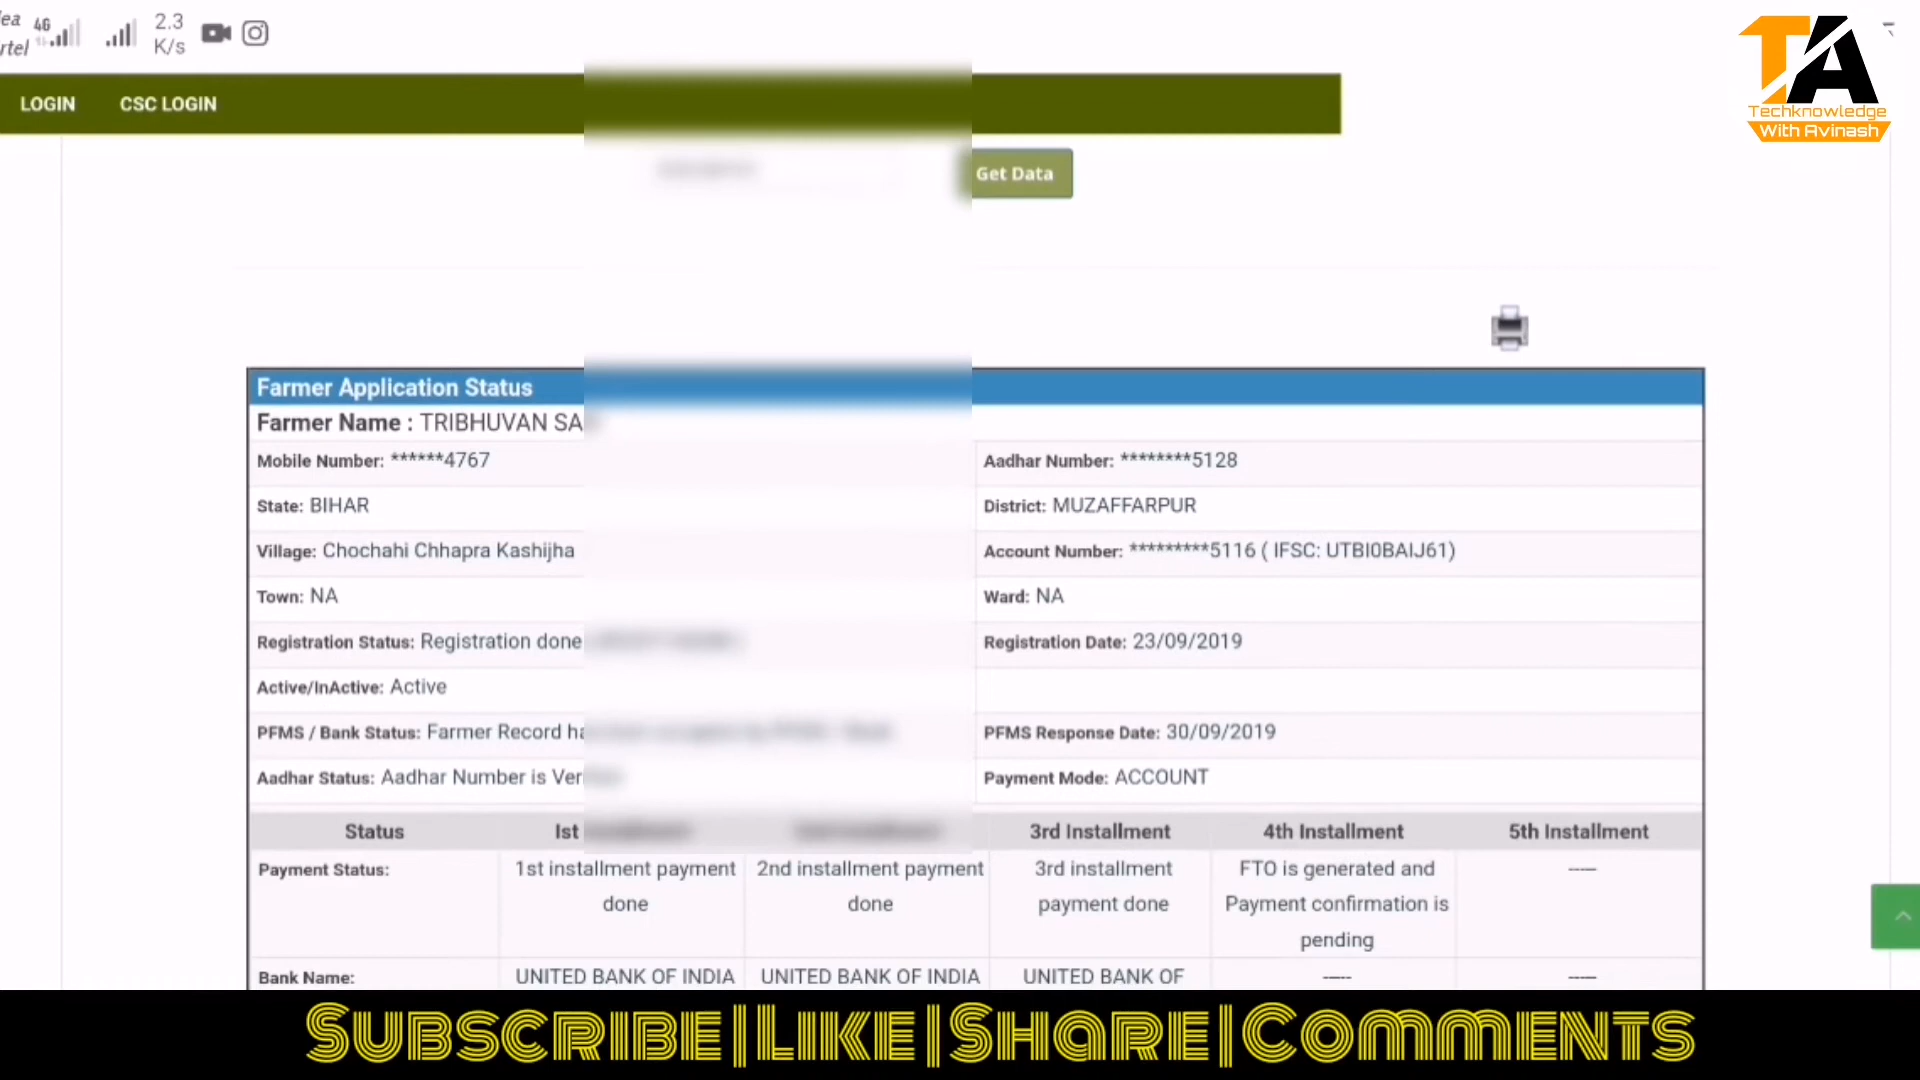 ea 4G
rtel
2.3
K/s
TA
Techknowledge
With Avinash
LOGIN CSC LOGIN
Get Data
Farmer Application Status
Farmer Name : TRIBHUVAN SA
Mobile Number: ******4767 Aadhar Number: ********5128
State: BIHAR District: MUZAFFARPUR
Village: Chochahi Chhapra Kashijha Account Number: *********5116 ( IFSC: UTBI0BAIJ61)
Town: NA Ward: NA
Registration Status: Registration done Registration Date: 23/09/2019
Active/InActive: Active
PFMS / Bank Status: Farmer Record PFMS Response Date: 30/09/2019
Aadhar Status: Aadhar Number is Payment Mode: ACCOUNT
Status Ist 3rd Installment 4th Installment 5th Installment
Payment Status: 1st installment payment done 2nd installment payment done 3rd installment payment done FTO is generated and Payment confirmation is pending -----
Bank Name: UNITED BANK OF INDIA UNITED BANK OF INDIA UNITED BANK OF ----- -----
SUBSCRIBE|LIKE|SHARE|COMMENTS